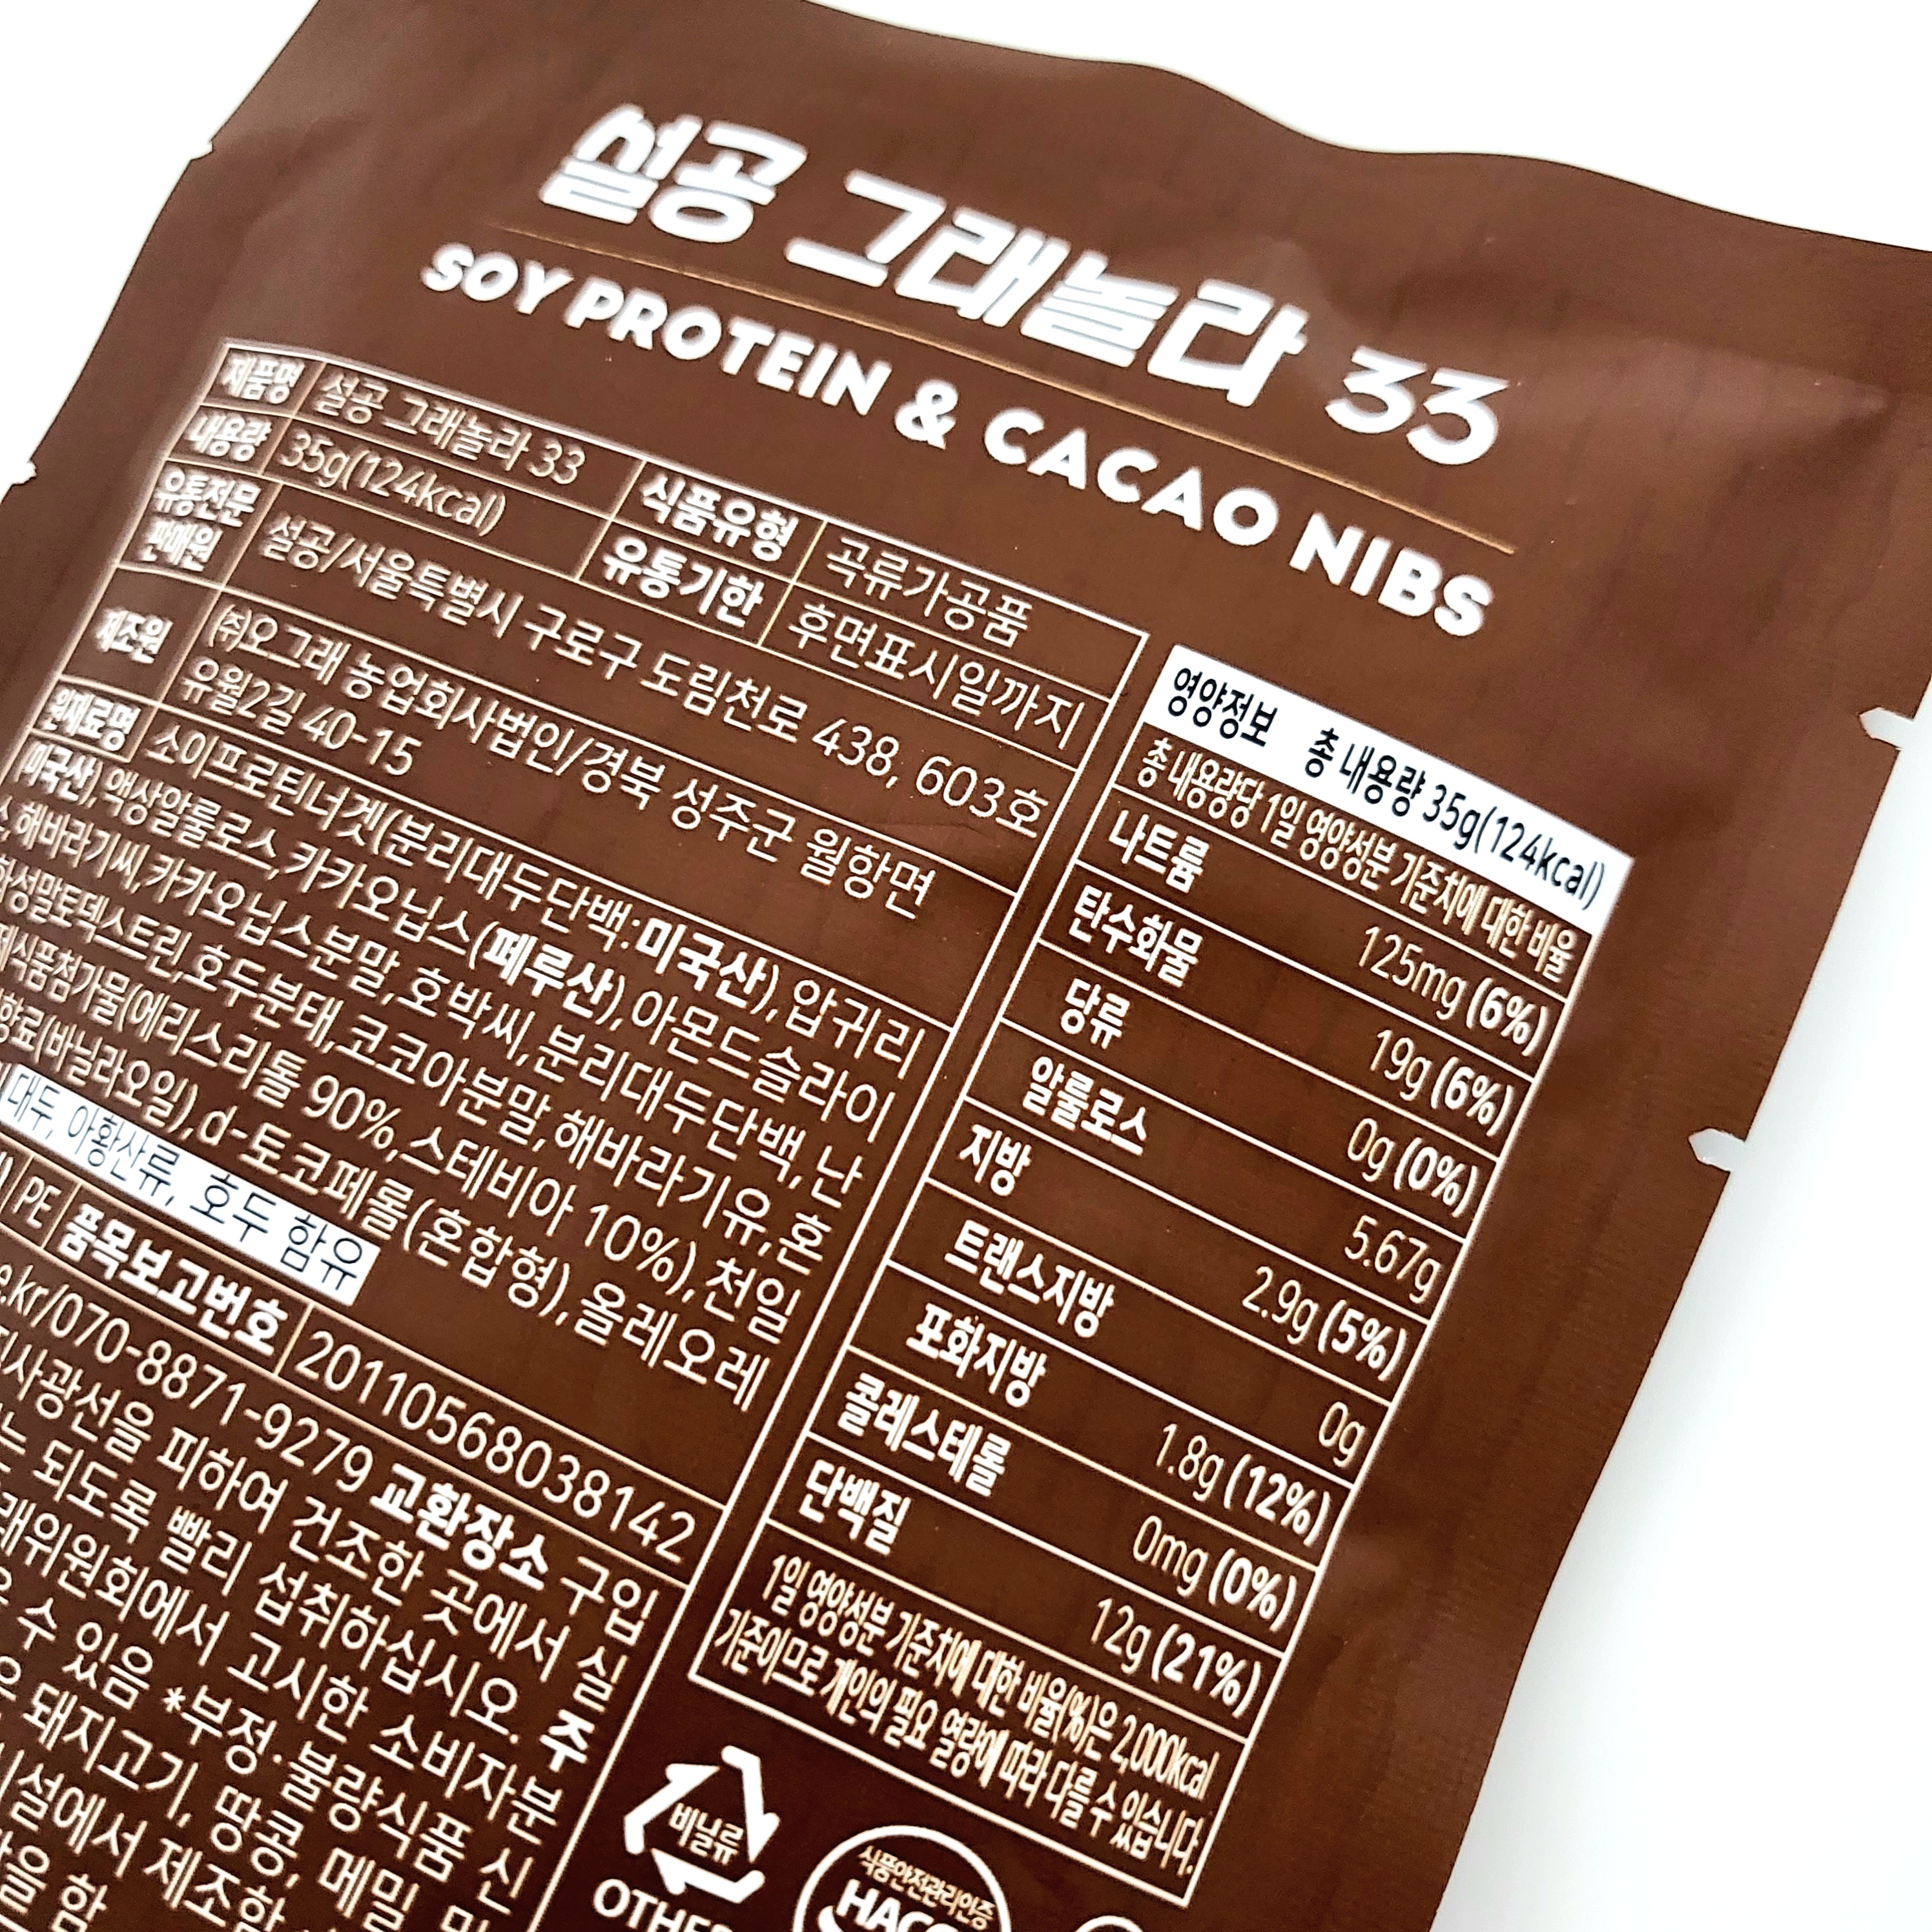 설공 그래놀라 33
SOY PROTEIN & CACAO NIBS
제품명 설공 그래놀라 33 식품유형 곡류가공품
내용량 35g(124kcal) 유통기한 후면표시일까지
유통전문
판매원 설공/서울특별시 구로구 도림천로 438, 603호
제조원 ㈜오그래 농업회사법인/경북 성주군 월항면
유월2길 40-15
원재료명 소이프로틴너겟(분리대두단백:미국산),압귀리
(미국산),액상알룰로스,카카오닙스(페루산),아몬드슬라이
스,해바라기씨,카카오닙스분말,호박씨,분리대두단백,난
화성말토덱스트린,호두분태,코코아분말,해바라기유,혼
제식품첨가물(에리스리톨 90%,스테비아 10%),천일
향료(바닐라오일),d-토코페롤(혼합형),올레오레
대두, 아황산류, 호두 함유
PE 품목보고번호 20110568038142
e.kr/070-8871-9279 교환장소 구입
사광선을 피하여 건조한 곳에서 실
는 되도록 빨리 섭취하십시오. 주
래위원회에서 고시한 소비자분
수 있음 *부정·불량식품 신
은 돼지고기, 땅콩, 메밀, 밀
시설에서 제조함
을 함
영양정보 총 내용량 35g(124kcal)
총 내용량당 1일 영양성분 기준치에 대한 비율
나트륨 125mg (6%)
탄수화물 19g (6%)
당류 0g (0%)
알룰로스 5.67g
지방 2.9g (5%)
트랜스지방 0g
포화지방 1.8g (12%)
콜레스테롤 0mg (0%)
단백질 12g (21%)
1일 영양성분 기준치에 대한 비율(%)은 2,000kcal
기준이므로 개인의 필요 열량에 따라 다를 수 있습니다.
비닐류
OTHER
식품안전관리인증
HACC